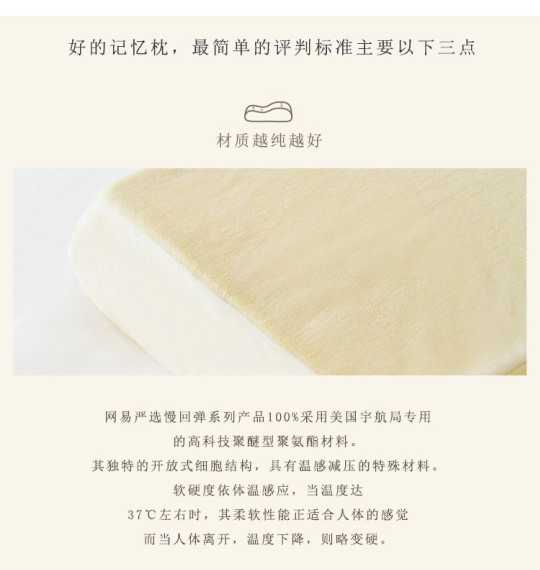 好的记忆枕，最简单的评判标准主要以下三点
材质越纯越好
网易严选慢回弹系列产品100%采用美国宇航局专用
的高科技聚醚型聚氨酯材料。
其独特的开放式细胞结构，具有温感减压的特殊材料。
软硬度依体温感应，当温度达
37℃左右时，其柔软性能正适合人体的感觉
而当人体离开，温度下降，则略变硬。